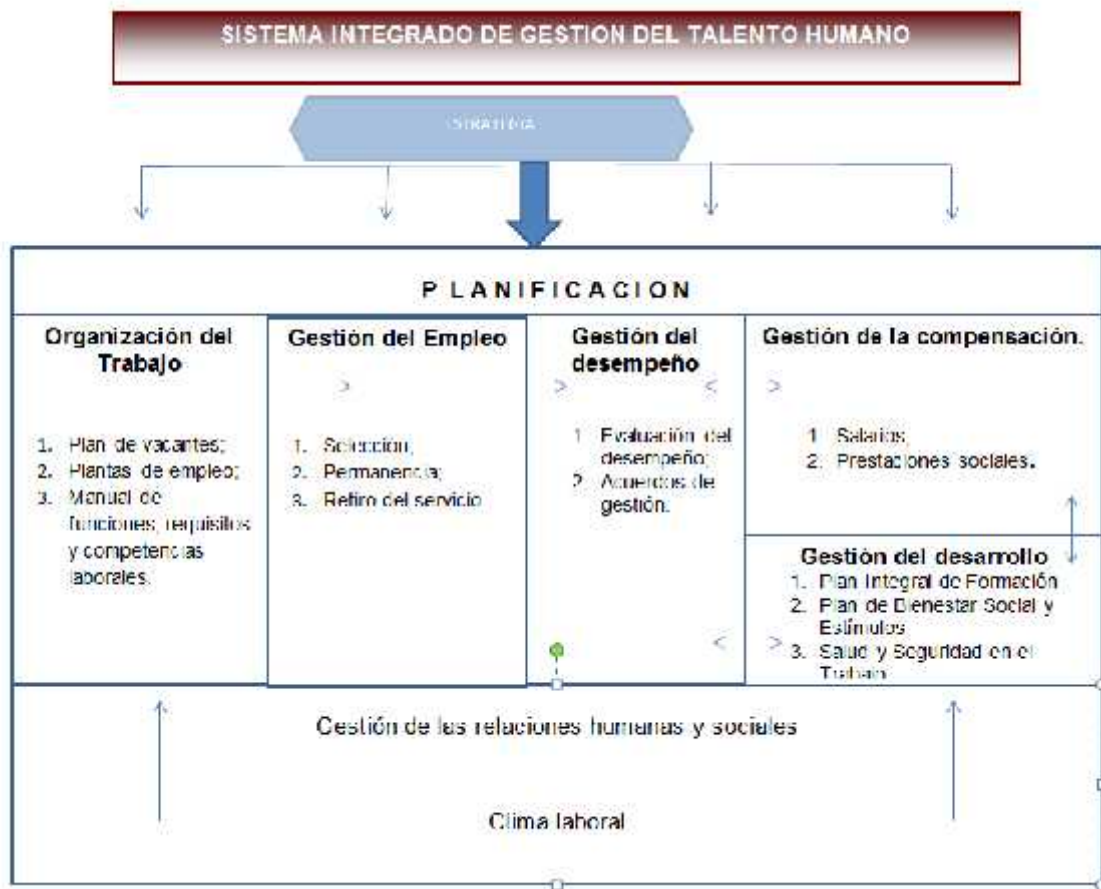 SISTEMA INTEGRADO DE GESTION DEL TALENTO HUMANO
ESTRATEGIA
P L A N I F I C A C I O N
Organización del
Trabajo
1. Plan de vacantes;
2. Plantas de empleo;
3. Manual de
funciones, requisitos
y competencias
laborales.
Gestión del Empleo
1. Selección;
2. Permanencia;
3. Retiro del servicio
Gestión del
desempeño
1 Evaluación del
desempeño;
2 Acuerdos de
gestión.
Gestión de la compensación.
1 Salarios;
2. Prestaciones sociales.
Gestión del desarrollo
1. Plan Integral de Formación
2. Plan de Bienestar Social y
Estímulos
3. Salud y Seguridad en el
Trabajo
Gestión de las relaciones humanas y sociales
Clima laboral